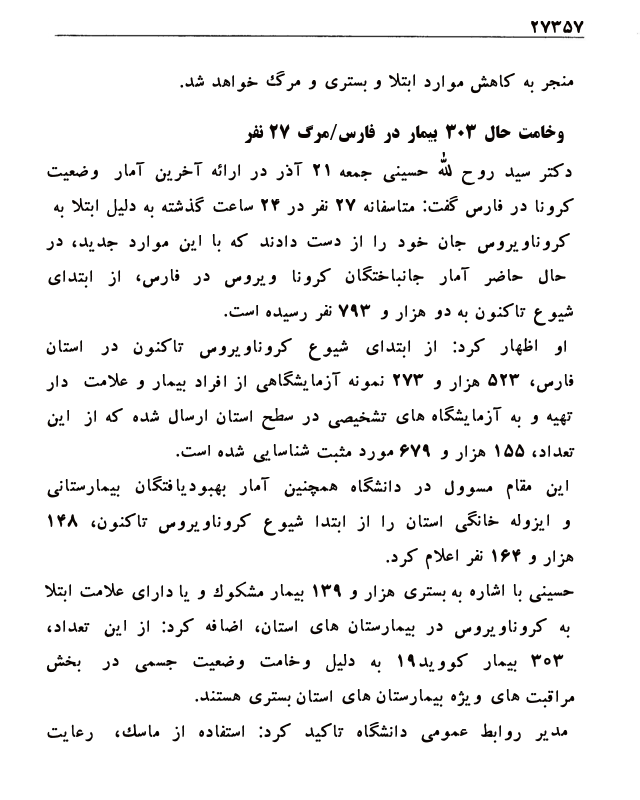 ۲۷۳۵۷
منجر به کاهش موارد ابتلا و بستری و مرگ خواهد شد.
وخامت حال ۳۰۳ بیمار در فارس/مرگ ۲۷ نفر
دکتر سید روح لله حسینی جمعه ۲۱ آذر در ارائه آخرین آمار وضعیت
کرونا در فارس گفت: متاسفانه ۲۷ نفر در ۲۴ ساعت گذشته به دلیل ابتلا به
کروناویروس جان خود را از دست دادند که با این موارد جدید، در
حال حاضر آمار جانباختگان کرونا ویروس در فارس، از ابتدای
شیوع تاکنون به دو هزار و ۷۹۳ نفر رسیده است.
او اظهار کرد: از ابتدای شیوع کروناویروس تاکنون در استان
فارس، ۵۲۳ هزار و ۲۷۳ نمونه آزمایشگاهی از افراد بیمار و علامت دار
تهیه و به آزمایشگاه های تشخیصی در سطح استان ارسال شده که از این
تعداد، ۱۵۵ هزار و ۶۷۹ مورد مثبت شناسایی شده است.
این مقام مسوول در دانشگاه همچنین آمار بهبودیافتگان بیمارستانی
و ایزوله خانگی استان را از ابتدا شیوع کروناویروس تاکنون، ۱۴۸
هزار و ۱۶۴ نفر اعلام کرد.
حسینی با اشاره به بستری هزار و ۱۳۹ بیمار مشکوک و یا دارای علامت ابتلا
به کروناویروس در بیمارستان های استان، اضافه کرد: از این تعداد،
۳۰۳ بیمار کووید۱۹ به دلیل وخامت وضعیت جسمی در بخش
مراقبت های ویژه بیمارستان های استان بستری هستند.
مدیر روابط عمومی دانشگاه تاکید کرد: استفاده از ماسک، رعایت